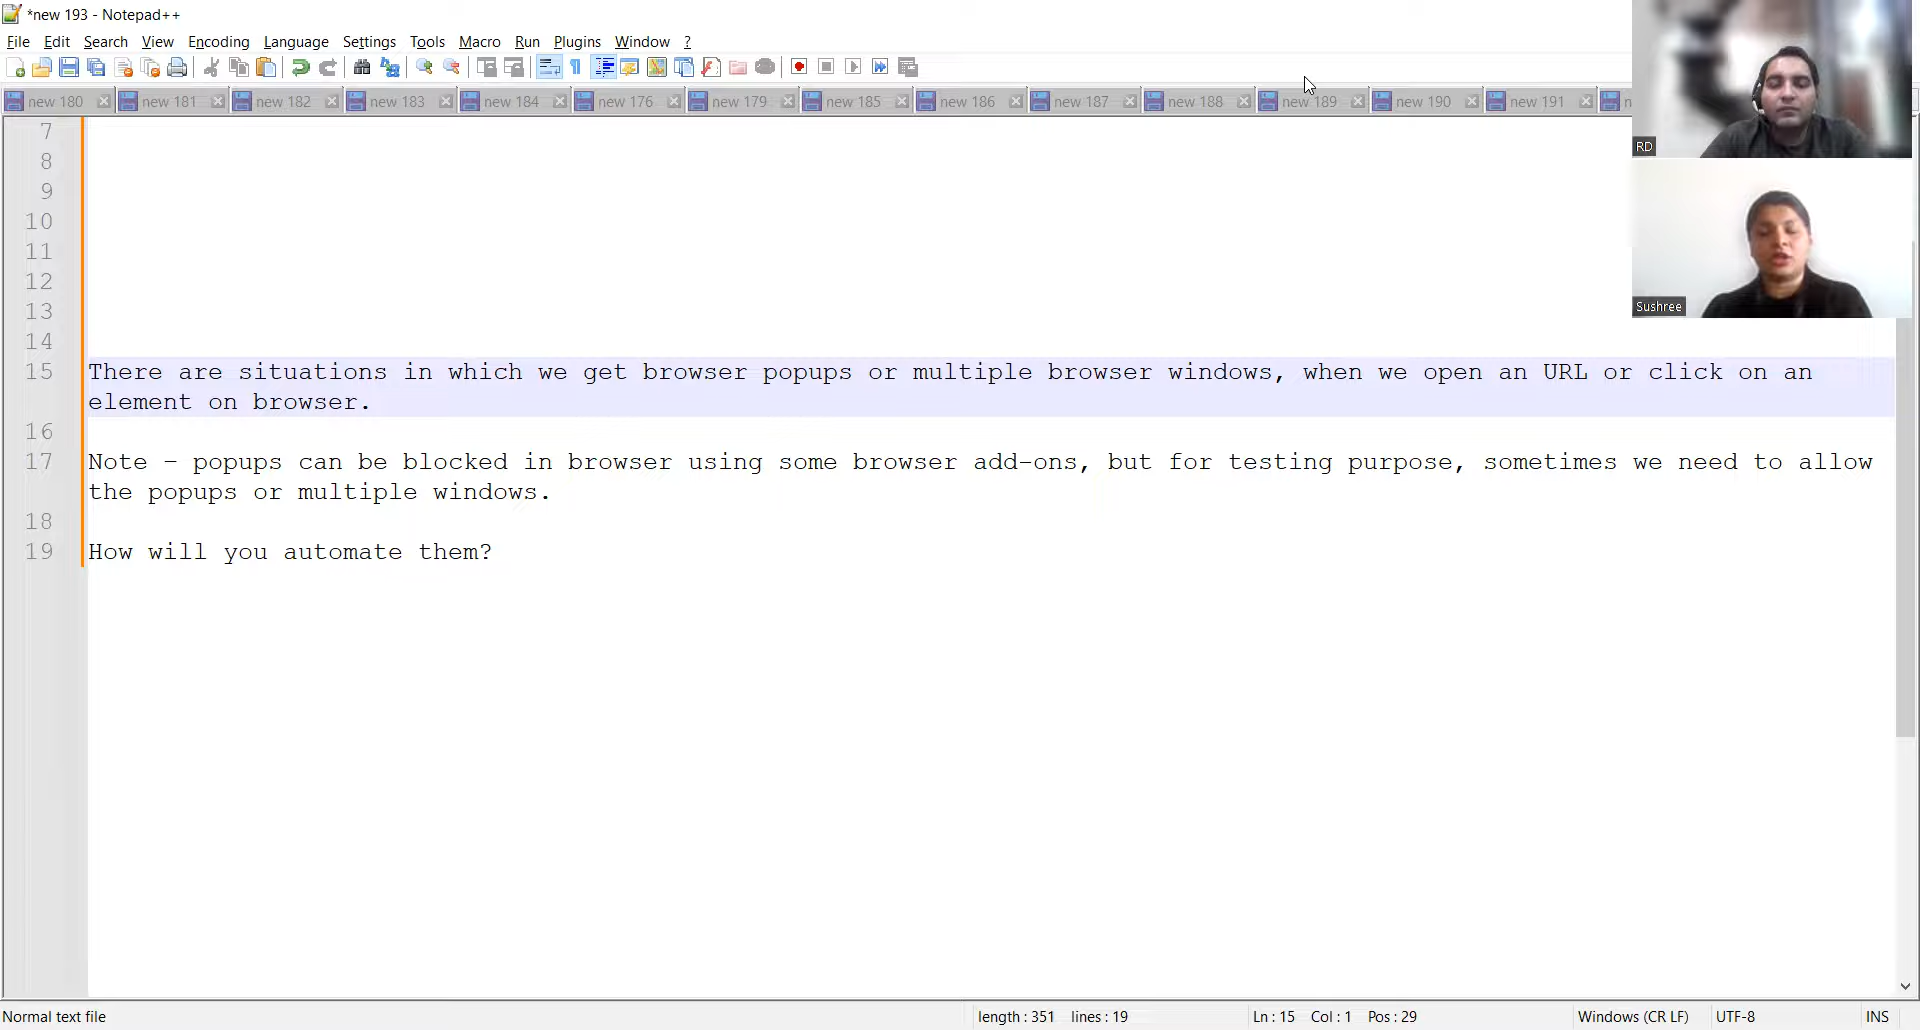 *new 193 - Notepad++
File Edit Search View Encoding Language Settings Tools Macro Run Plugins Window ?
new 180 new 181 new 182 new 183 new 184 new 176 new 179 new 185 new 186 new 187 new 188 new 189 new 190 new 191
RD
Sushree
7
8
9
10
11
12
13
14
15 There are situations in which we get browser popups or multiple browser windows, when we open an URL or click on an
element on browser.
16
17 Note – popups can be blocked in browser using some browser add-ons, but for testing purpose, sometimes we need to allow
the popups or multiple windows.
18
19 How will you automate them?
Normal text file length : 351 lines : 19 Ln : 15 Col : 1 Pos : 29 Windows (CR LF) UTF-8 INS